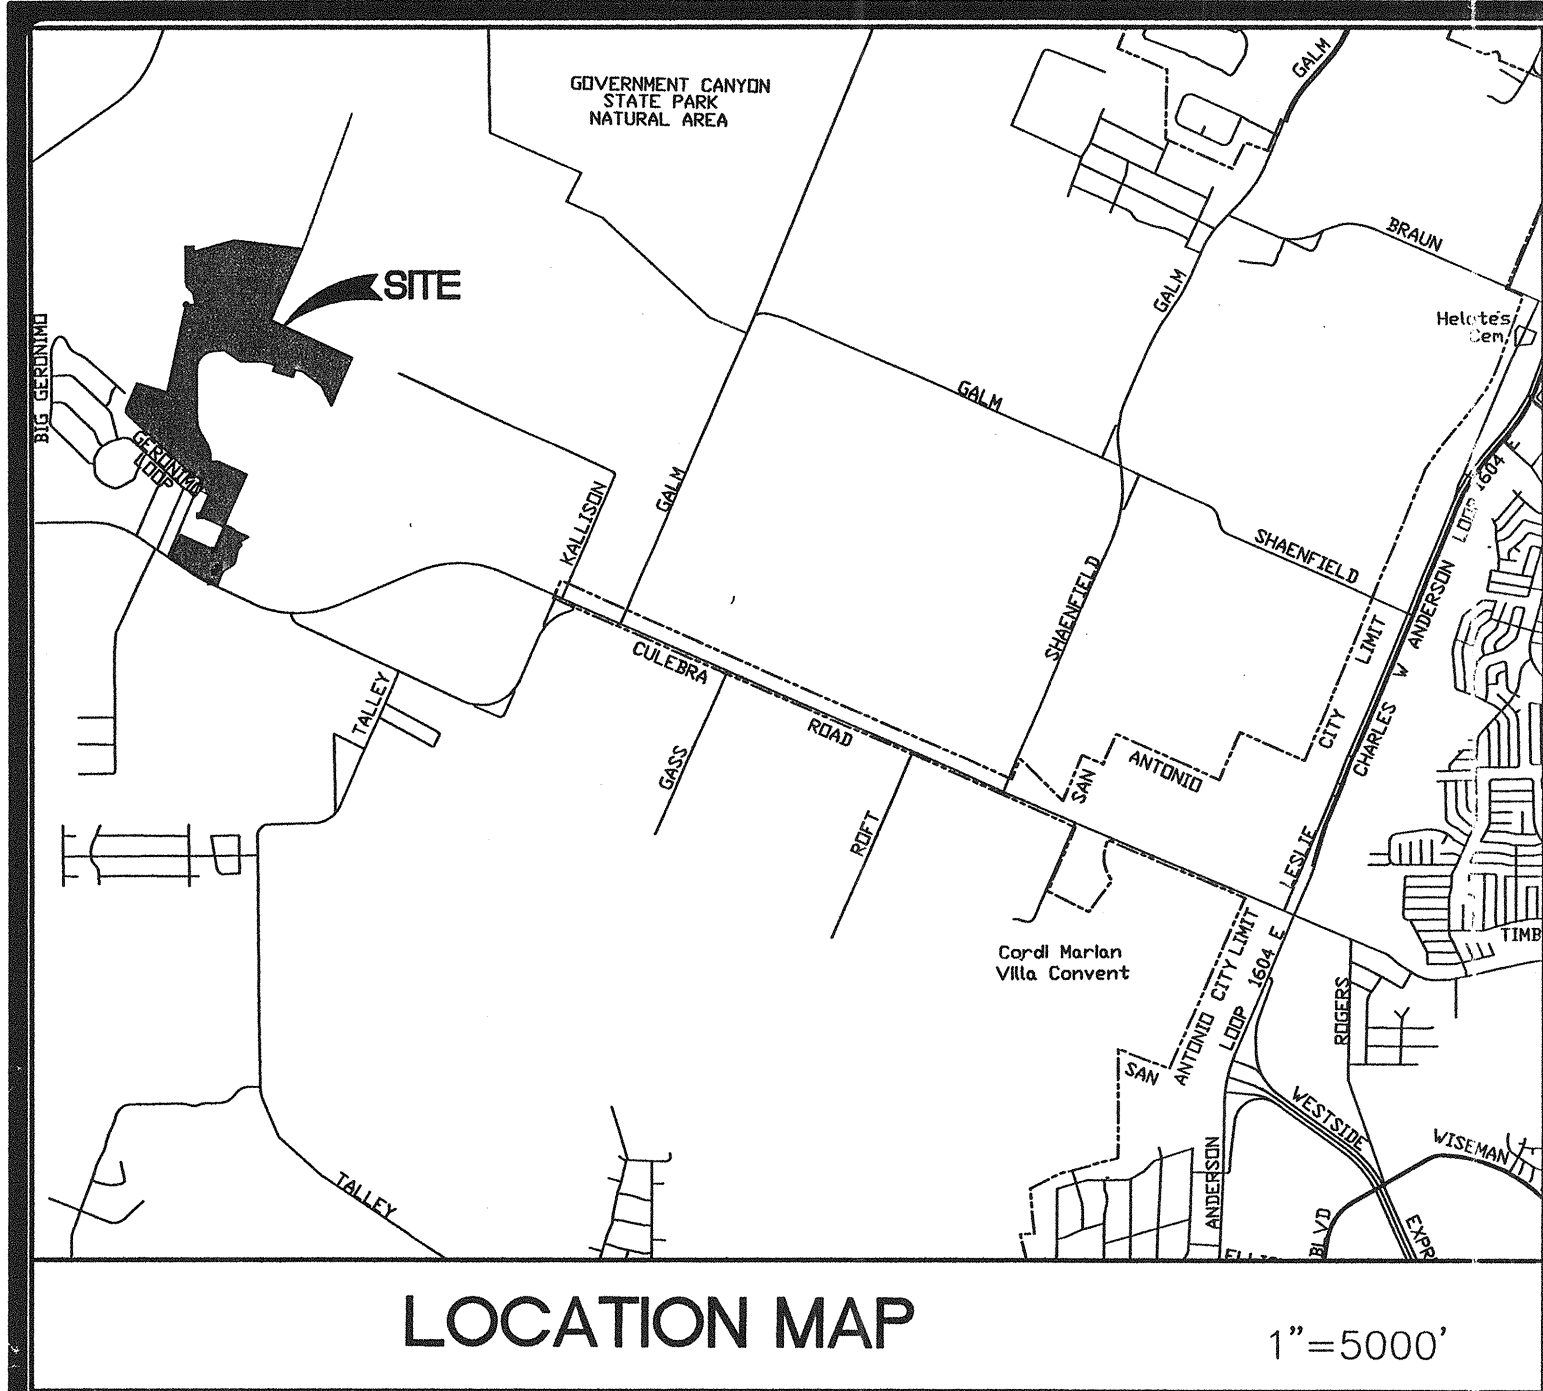 GOVERNMENT CANYON
STATE PARK
NATURAL AREA
GALM
BRAUN
SITE
GALM
BIG GERONIMO
GALM
LOOP 1604 E
GERONIMO
LOOP
KALLISON
GALM
SHAENFIELD
SHAENFIELD
CULEBRA
ROAD
TALLEY
GASS
ROFT
SAN
ANTONIO
CITY
LIMIT
CHARLES
W
ANDERSON
LESLIE
TIMB
Cordi Marian
Villa Convent
SAN
ANTONIO
CITY LIMIT
LOOP
1604 E
ROGERS
Y
WESTSIDE
WISEMAN
TALLEY
ANDERSON
BLVD
EXPR
LOCATION MAP
1"=5000'